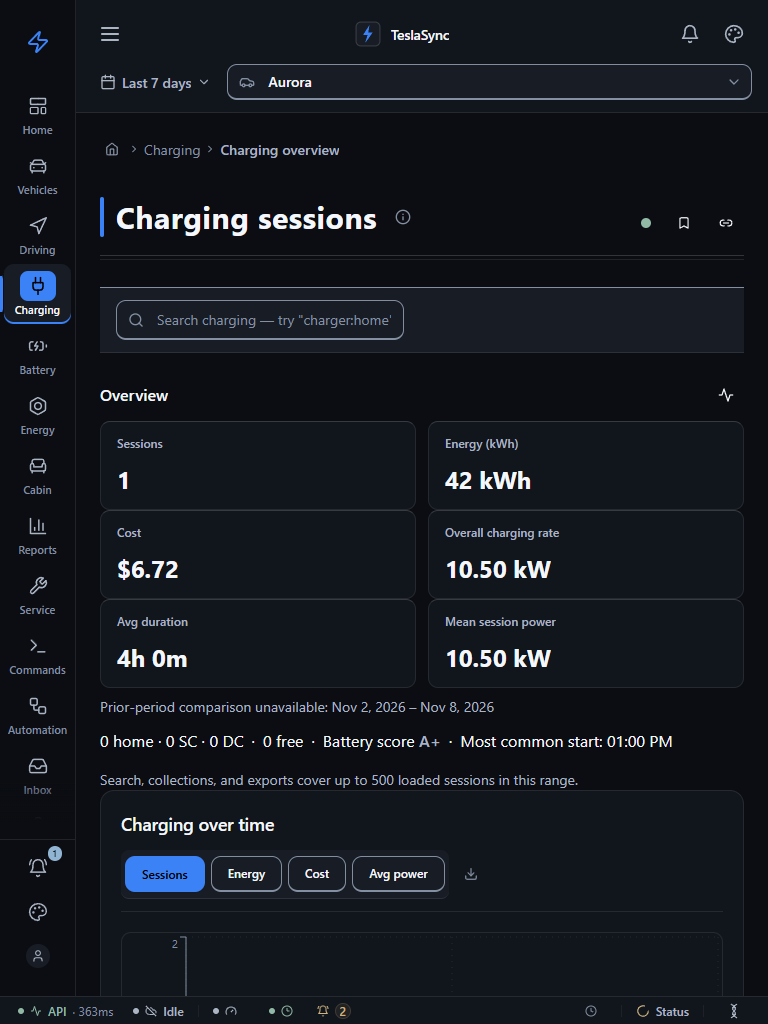 TeslaSync
Last 7 days
Aurora
Home
Vehicles
Driving
Charging
Battery
Energy
Cabin
Reports
Service
Commands
Automation
Inbox
1
Charging
Charging overview
Charging sessions
Search charging — try "charger:home'
Overview
Sessions
1
Energy (kWh)
42 kWh
Cost
$6.72
Overall charging rate
10.50 kW
Avg duration
4h 0m
Mean session power
10.50 kW
Prior-period comparison unavailable: Nov 2, 2026 – Nov 8, 2026
0 home · 0 SC · 0 DC · 0 free · Battery score A+ · Most common start: 01:00 PM
Search, collections, and exports cover up to 500 loaded sessions in this range.
Charging over time
Sessions
Energy
Cost
Avg power
2
API · 363ms
Idle
2
Status